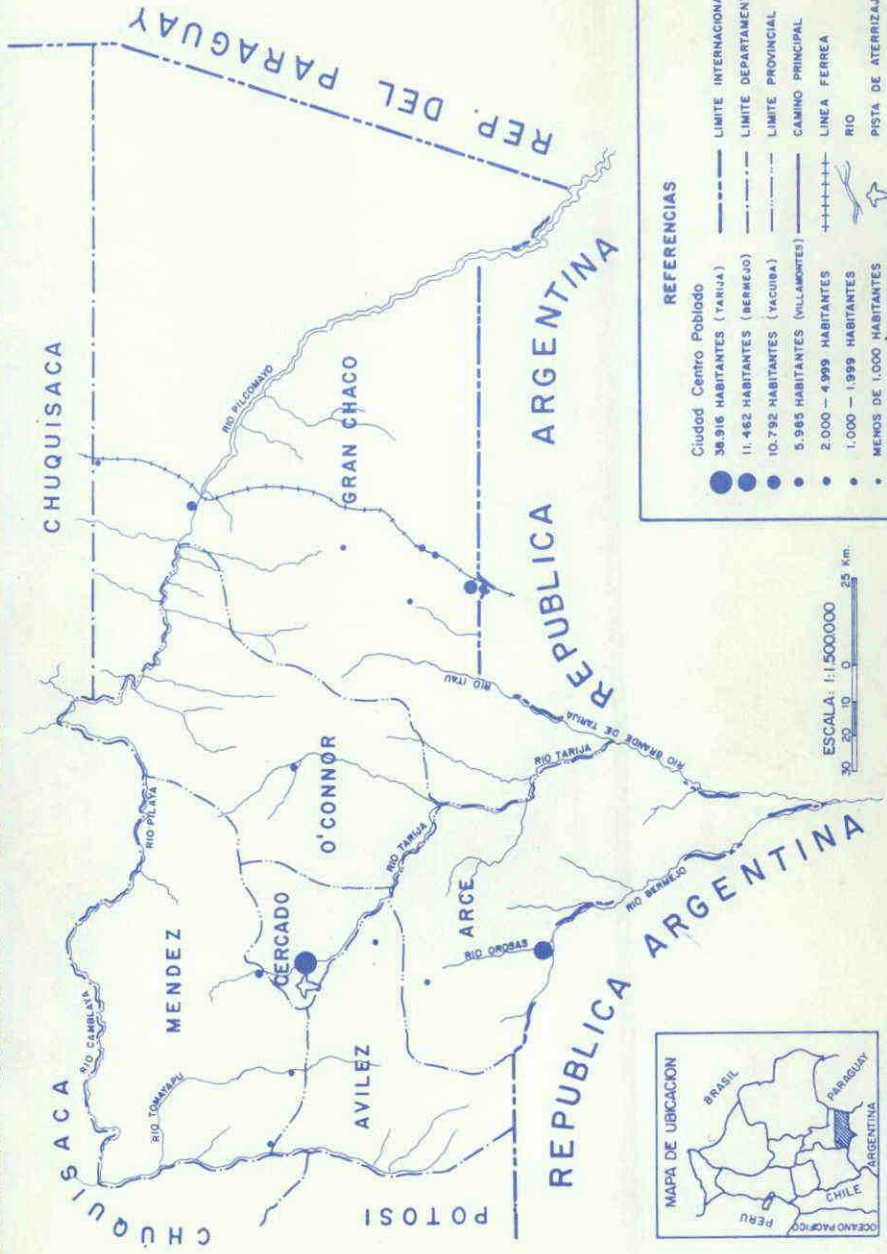 CHUQUISACA
CHUQUISACA
REP. DEL PARAGUAY
RIO CAMBLAYA
RIO PILAYA
RIO TOMAYAPU
MENDEZ
CERCADO
O'CONNOR
GRAN CHACO
RIO PILCOMAYO
AVILEZ
ARCE
RIO TARIJA
RIO TARIJA
RIO ITAU
RIO GRANDE DE TARIJA
RIO OROSAS
RIO BERMEJO
POTOSI
REPUBLICA ARGENTINA
REPUBLICA ARGENTINA
MAPA DE UBICACION
BRASIL
PERU
PARAGUAY
CHILE
ARGENTINA
OCEANO PACIFICO
ESCALA: 1:1.500.000
30 20 10 0 25 Km.
REFERENCIAS
Ciudad Centro Poblado
38.916 HABITANTES (TARIJA)
11.462 HABITANTES (BERMEJO)
10.792 HABITANTES (YACUIBA)
5.985 HABITANTES (VILLAMONTES)
2.000 – 4.999 HABITANTES
1.000 – 1.999 HABITANTES
MENOS DE 1.000 HABITANTES
LIMITE INTERNACIONA
LIMITE DEPARTAMEN
LIMITE PROVINCIAL
CAMINO PRINCIPAL
LINEA FERREA
RIO
PISTA DE ATERRIZAJ